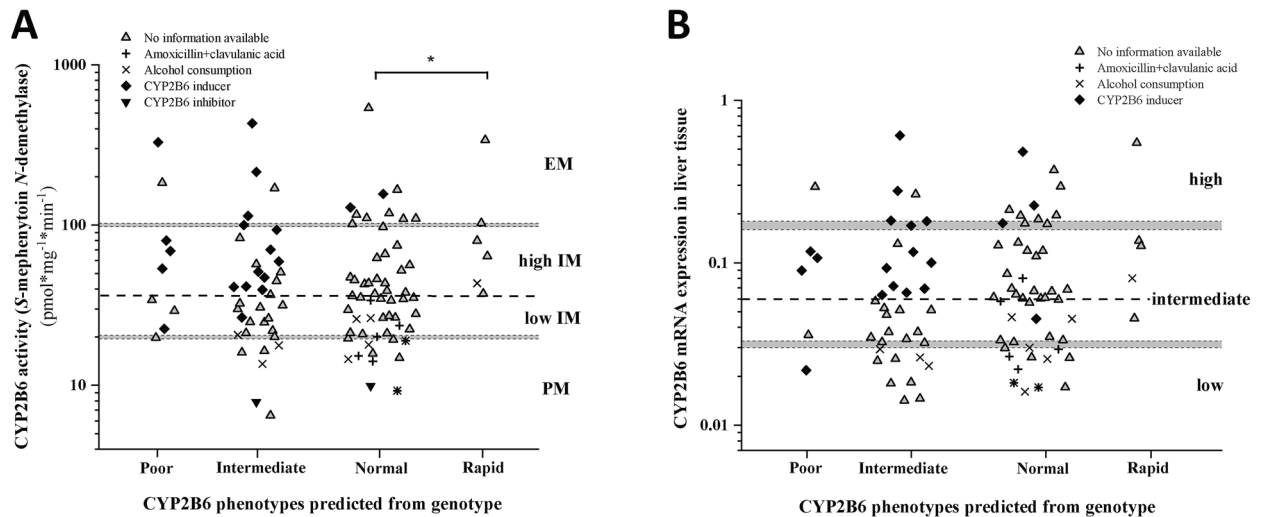 A
No information available
Amoxicillin+clavulanic acid
Alcohol consumption
CYP2B6 inducer
CYP2B6 inhibitor
CYP2B6 activity (S-mephenytoin N-demethylase)
(pmol*mg⁻¹*min⁻¹)
1000
100
10
*
EM
high IM
low IM
PM
Poor
Intermediate
Normal
Rapid
CYP2B6 phenotypes predicted from genotype
B
No information available
Amoxicillin+clavulanic acid
Alcohol consumption
CYP2B6 inducer
CYP2B6 mRNA expression in liver tissue
1
0.1
0.01
high
intermediate
low
Poor
Intermediate
Normal
Rapid
CYP2B6 phenotypes predicted from genotype